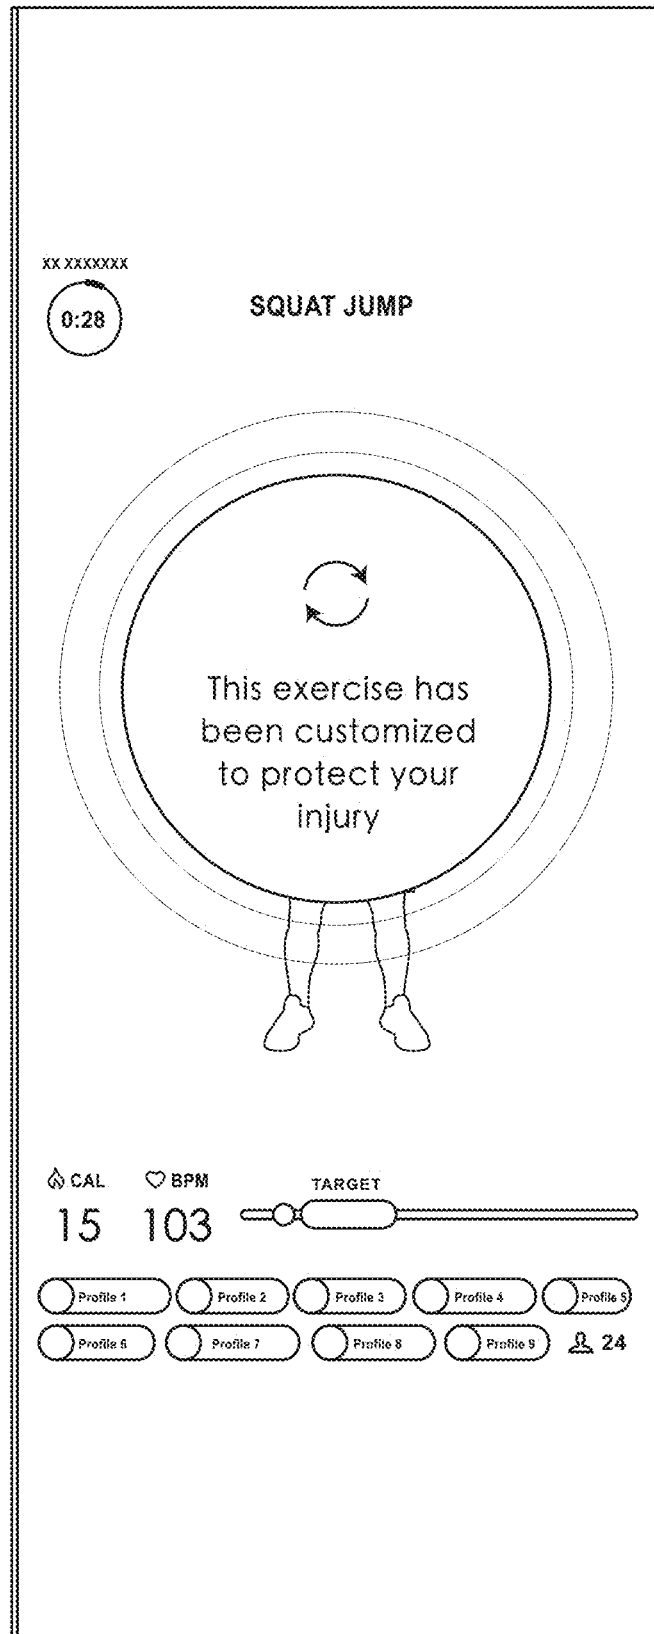 XX XXXXXXX
0:28
SQUAT JUMP
This exercise has
been customized
to protect your
injury
CAL BPM TARGET
15 103
Profile 1 Profile 2 Profile 3 Profile 4 Profile 5
Profile 6 Profile 7 Profile 8 Profile 9 24